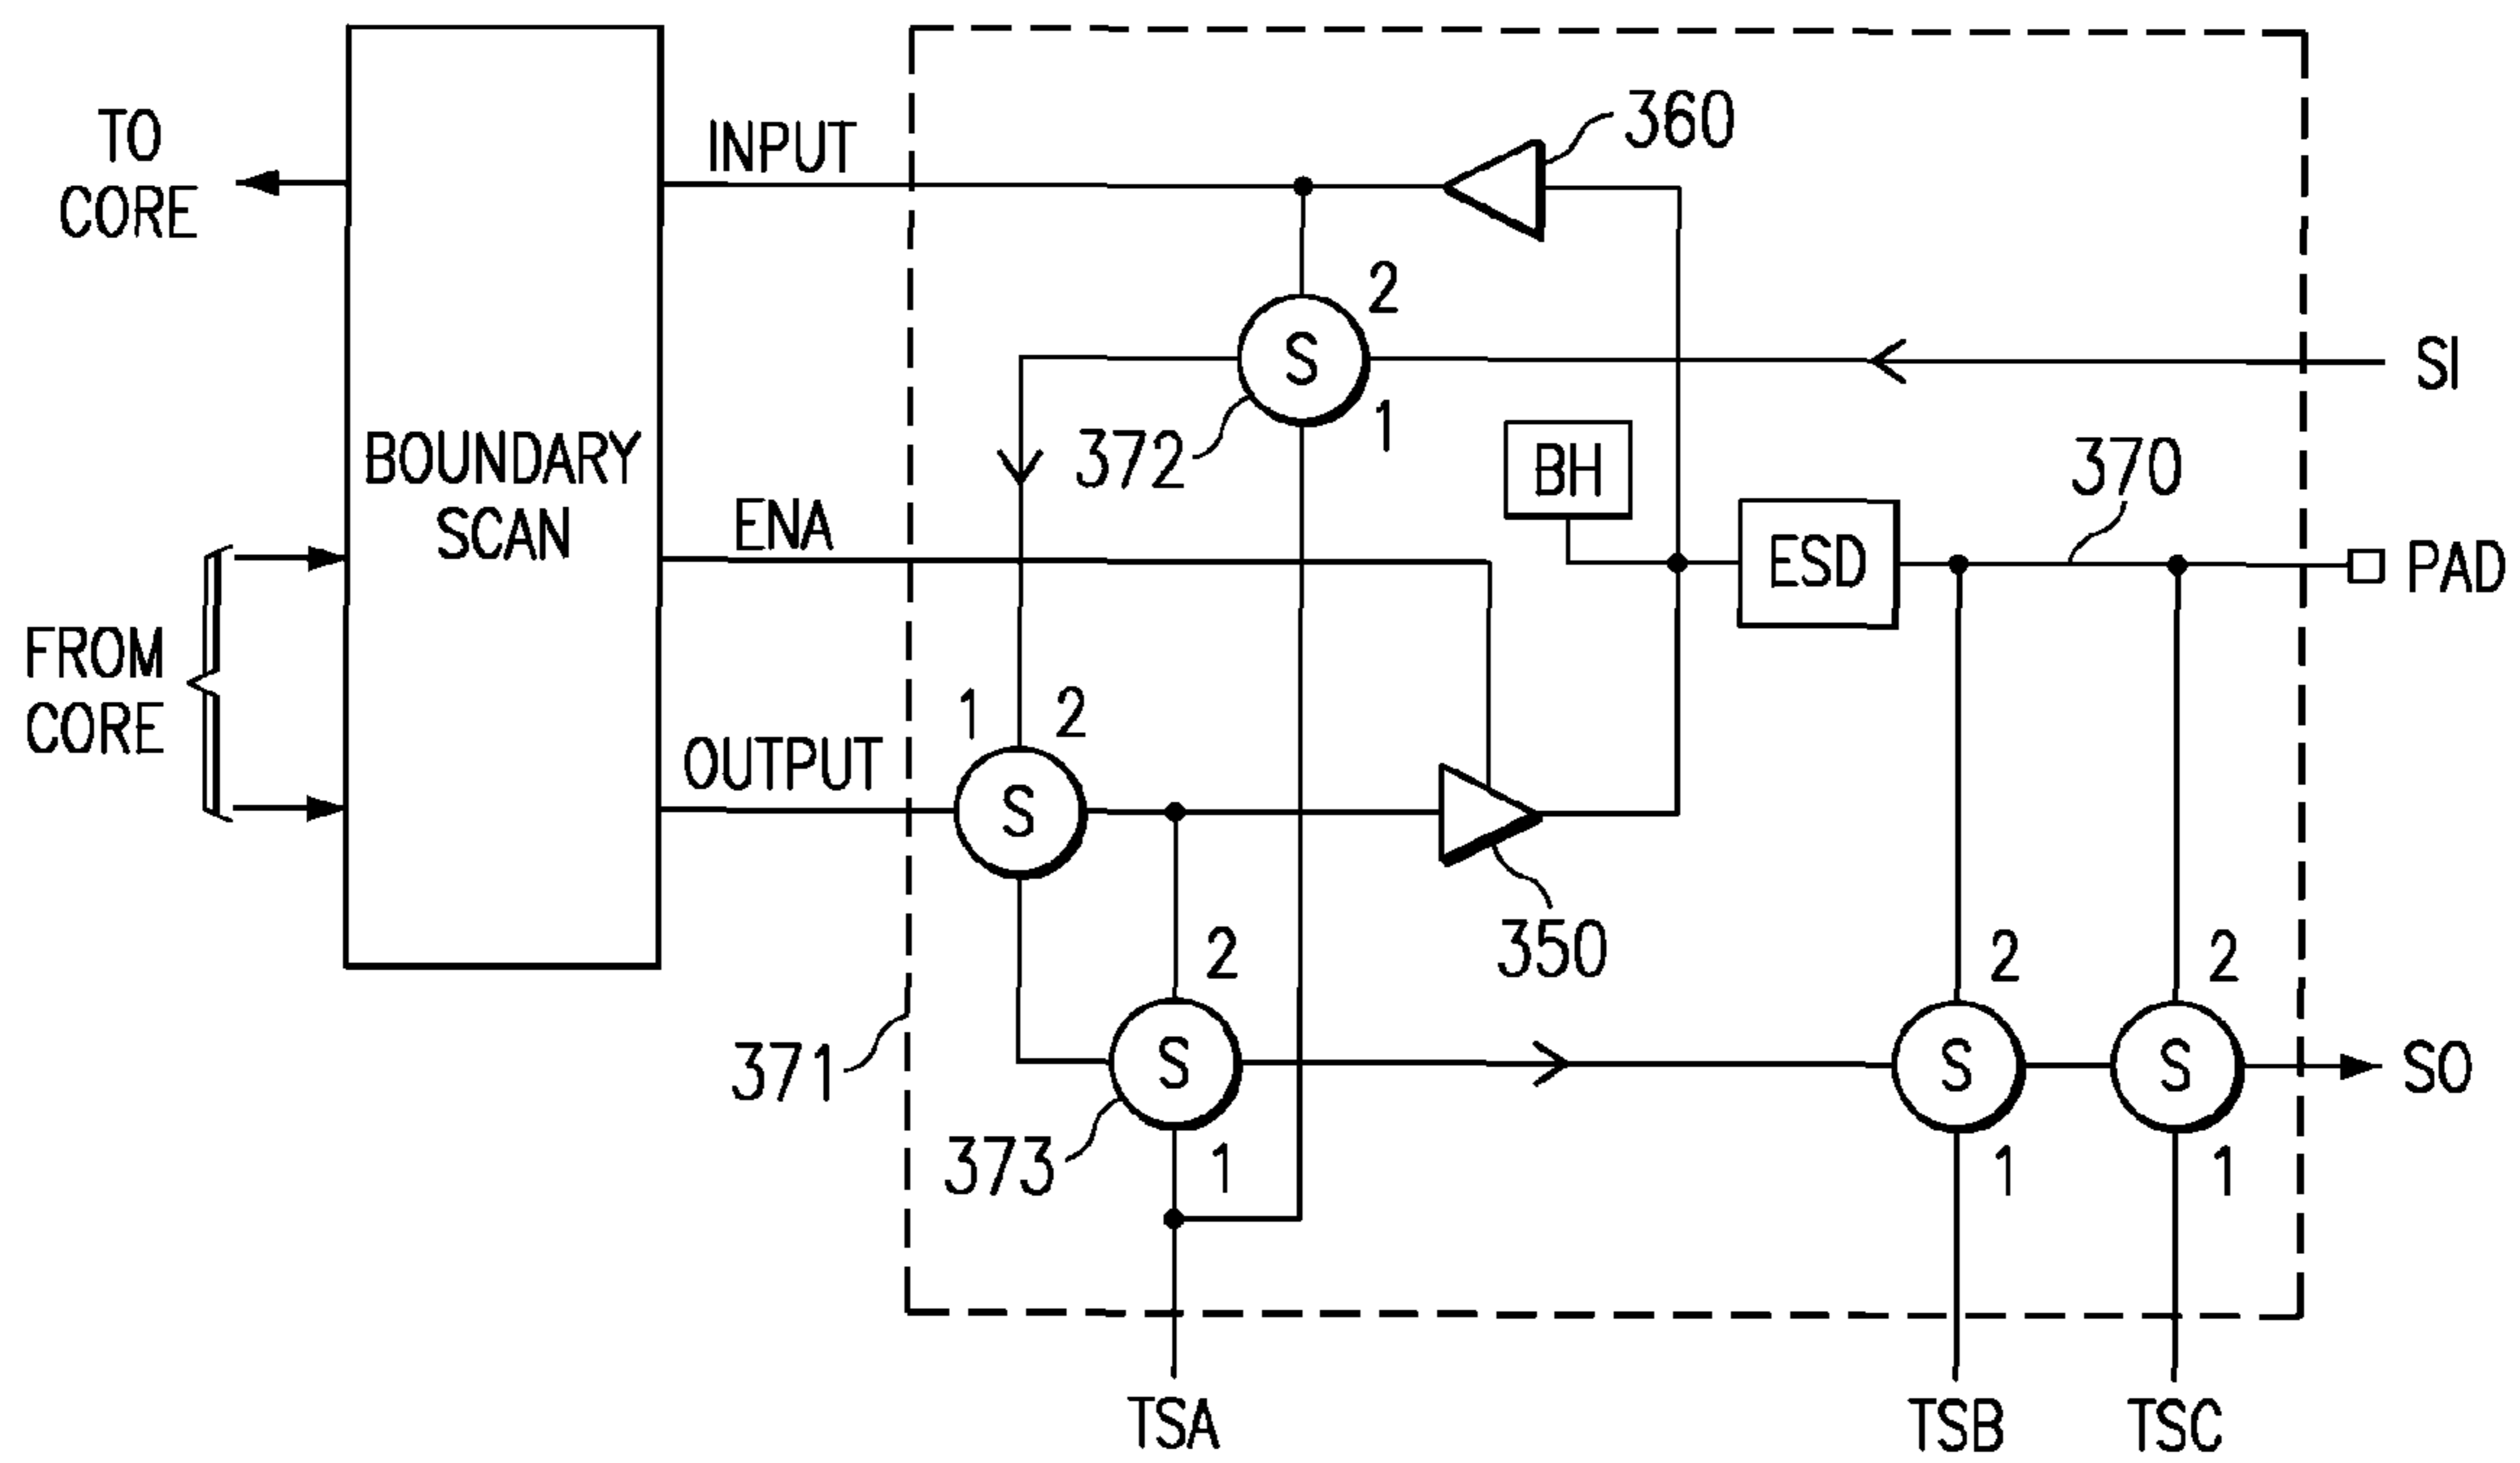 TO
CORE
INPUT
360
2
S
SI
1
372
BOUNDARY
SCAN
BH
370
ENA
ESD
PAD
FROM
CORE
1
2
OUTPUT
S
350
2
2
2
371
S
S
S
SO
373
1
1
1
TSA
TSB
TSC